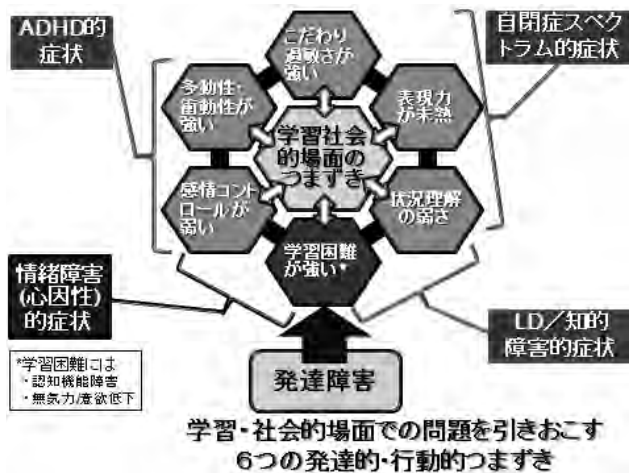 ADHD的
症状
こだわり
過敏さが
強い
自閉症スペク
トラム的症状
多動性・
衝動性が
強い
表現力
が未熟
学習社会
的場面の
つまずき
感情コント
ロールが
弱い
状況理解
の弱さ
学習困難
が強い*
情緒障害
(心因性)
的症状
LD／知的
障害的症状
*学習困難には
・認知機能障害
・無気力/意欲低下
発達障害
学習・社会的場面での問題を引きおこす
6つの発達的・行動的つまずき